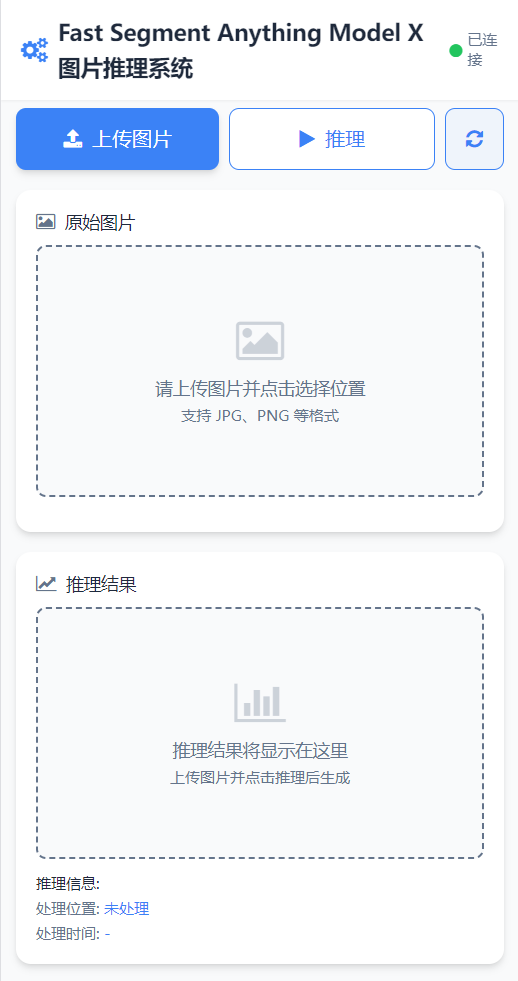 Fast Segment Anything Model X
图片推理系统
已连
接
上传图片
推理
原始图片
请上传图片并点击选择位置
支持 JPG、PNG 等格式
推理结果
推理结果将显示在这里
上传图片并点击推理后生成
推理信息:
处理位置: 未处理
处理时间: -